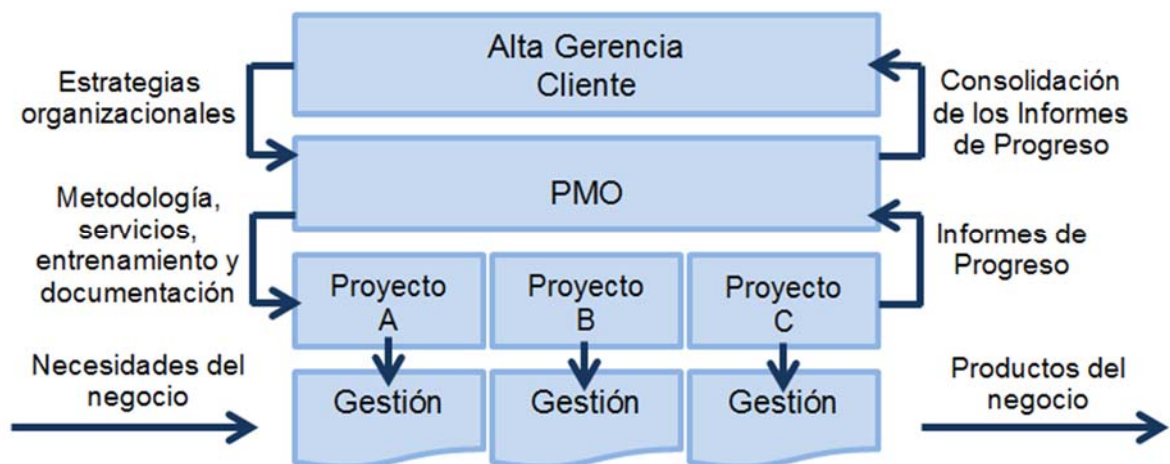 Alta Gerencia
Cliente
Estrategias
organizacionales
Consolidación
de los Informes
de Progreso
PMO
Metodología,
servicios,
entrenamiento y
documentación
Informes de
Progreso
Proyecto
A
Proyecto
B
Proyecto
C
Necesidades del
negocio
Gestión
Gestión
Gestión
Productos del
negocio